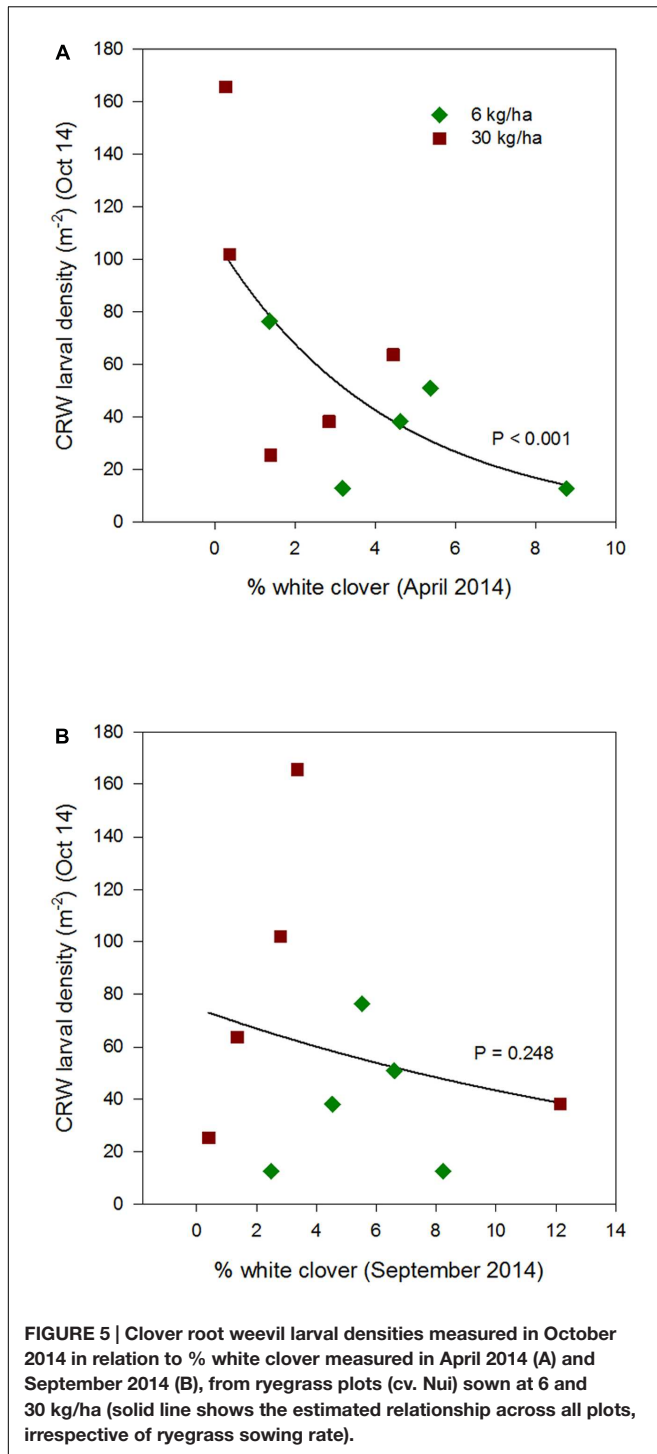 A
180
160
140
120
100
80
60
40
20
0
CRW larval density (m-2) (Oct 14)
6 kg/ha
30 kg/ha
P < 0.001
0 2 4 6 8 10
% white clover (April 2014)
B
180
160
140
120
100
80
60
40
20
0
CRW larval density (m-2) (Oct 14)
P = 0.248
0 2 4 6 8 10 12 14
% white clover (September 2014)
FIGURE 5 | Clover root weevil larval densities measured in October
2014 in relation to % white clover measured in April 2014 (A) and
September 2014 (B), from ryegrass plots (cv. Nui) sown at 6 and
30 kg/ha (solid line shows the estimated relationship across all plots,
irrespective of ryegrass sowing rate).